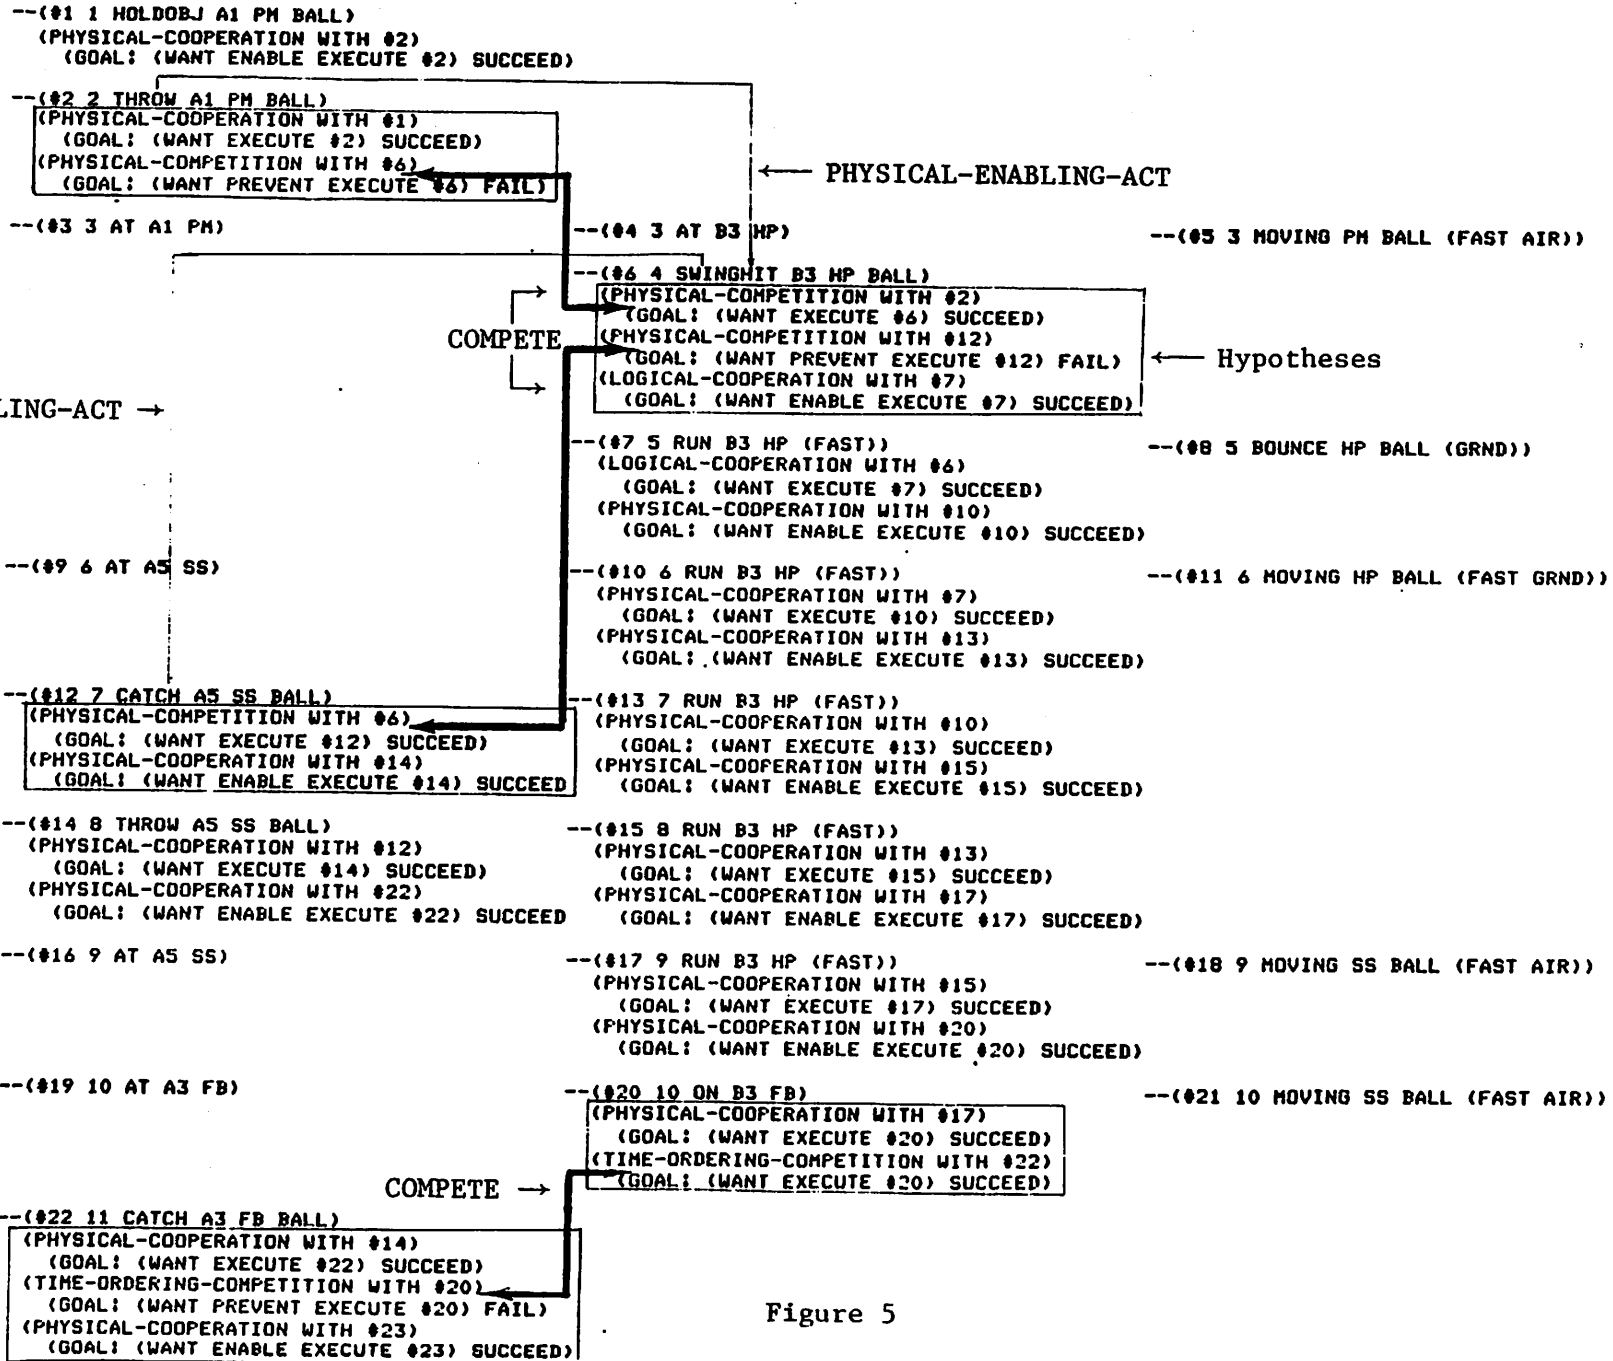 --(#1 1 HOLDOBJ A1 PM BALL)
(PHYSICAL-COOPERATION WITH #2)
(GOAL: (WANT ENABLE EXECUTE #2) SUCCEED)
--(#2 2 THROW A1 PM BALL)
(PHYSICAL-COOPERATION WITH #1)
(GOAL: (WANT EXECUTE #2) SUCCEED)
(PHYSICAL-COMPETITION WITH #6)
(GOAL: (WANT PREVENT EXECUTE #6) FAIL)
← PHYSICAL-ENABLING-ACT
--(#3 3 AT A1 PM)
--(#4 3 AT B3 HP)
--(#5 3 MOVING PM BALL (FAST AIR))
--(#6 4 SWINGHIT B3 HP BALL)
(PHYSICAL-COMPETITION WITH #2)
(GOAL: (WANT EXECUTE #6) SUCCEED)
(PHYSICAL-COMPETITION WITH #12)
(GOAL: (WANT PREVENT EXECUTE #12) FAIL)
(LOGICAL-COOPERATION WITH #7)
(GOAL: (WANT ENABLE EXECUTE #7) SUCCEED)
COMPETE
← Hypotheses
LING-ACT →
--(#7 5 RUN B3 HP (FAST))
(LOGICAL-COOPERATION WITH #6)
(GOAL: (WANT EXECUTE #7) SUCCEED)
(PHYSICAL-COOPERATION WITH #10)
(GOAL: (WANT ENABLE EXECUTE #10) SUCCEED)
--(#8 5 BOUNCE HP BALL (GRND))
--(#9 6 AT A5 SS)
--(#10 6 RUN B3 HP (FAST))
(PHYSICAL-COOPERATION WITH #7)
(GOAL: (WANT EXECUTE #10) SUCCEED)
(PHYSICAL-COOPERATION WITH #13)
(GOAL: (WANT ENABLE EXECUTE #13) SUCCEED)
--(#11 6 MOVING HP BALL (FAST GRND))
--(#12 7 CATCH A5 SS BALL)
(PHYSICAL-COMPETITION WITH #6)
(GOAL: (WANT EXECUTE #12) SUCCEED)
(PHYSICAL-COOPERATION WITH #14)
(GOAL: (WANT ENABLE EXECUTE #14) SUCCEED
--(#13 7 RUN B3 HP (FAST))
(PHYSICAL-COOPERATION WITH #10)
(GOAL: (WANT EXECUTE #13) SUCCEED)
(PHYSICAL-COOPERATION WITH #15)
(GOAL: (WANT ENABLE EXECUTE #15) SUCCEED)
--(#14 8 THROW A5 SS BALL)
(PHYSICAL-COOPERATION WITH #12)
(GOAL: (WANT EXECUTE #14) SUCCEED)
(PHYSICAL-COOPERATION WITH #22)
(GOAL: (WANT ENABLE EXECUTE #22) SUCCEED
--(#15 8 RUN B3 HP (FAST))
(PHYSICAL-COOPERATION WITH #13)
(GOAL: (WANT EXECUTE #15) SUCCEED)
(PHYSICAL-COOPERATION WITH #17)
(GOAL: (WANT ENABLE EXECUTE #17) SUCCEED)
--(#16 9 AT A5 SS)
--(#17 9 RUN B3 HP (FAST))
(PHYSICAL-COOPERATION WITH #15)
(GOAL: (WANT EXECUTE #17) SUCCEED)
(PHYSICAL-COOPERATION WITH #20)
(GOAL: (WANT ENABLE EXECUTE #20) SUCCEED)
--(#18 9 MOVING SS BALL (FAST AIR))
--(#19 10 AT A3 FB)
--(#20 10 ON B3 FB)
(PHYSICAL-COOPERATION WITH #17)
(GOAL: (WANT EXECUTE #20) SUCCEED)
(TIME-ORDERING-COMPETITION WITH #22)
(GOAL: (WANT EXECUTE #20) SUCCEED)
--(#21 10 MOVING SS BALL (FAST AIR))
COMPETE →
--(#22 11 CATCH A3 FB BALL)
(PHYSICAL-COOPERATION WITH #14)
(GOAL: (WANT EXECUTE #22) SUCCEED)
(TIME-ORDERING-COMPETITION WITH #20)
(GOAL: (WANT PREVENT EXECUTE #20) FAIL)
(PHYSICAL-COOPERATION WITH #23)
(GOAL: (WANT ENABLE EXECUTE #23) SUCCEED)
Figure 5